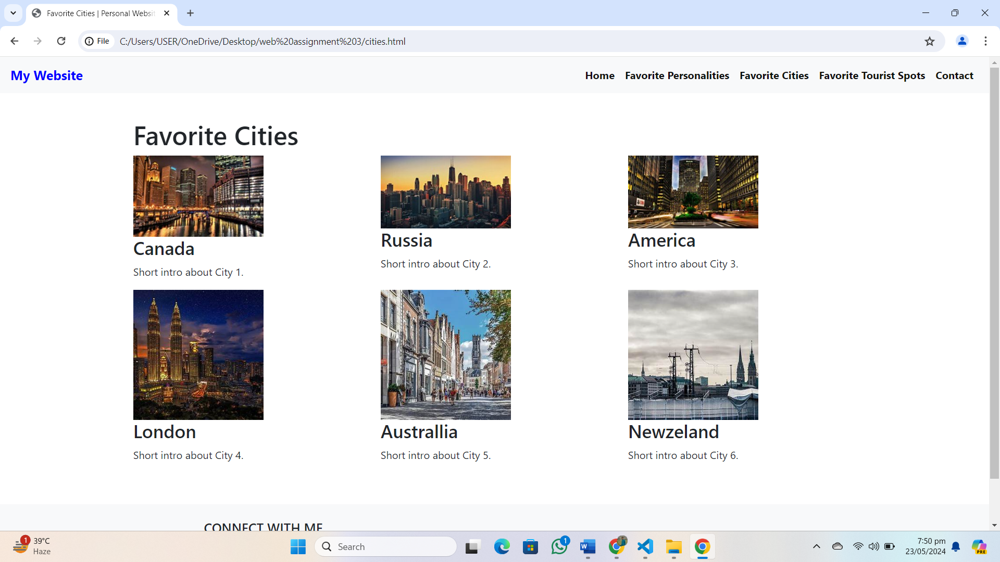 Favorite Cities | Personal Websit
File
C:/Users/USER/OneDrive/Desktop/web%20assignment%203/cities.html
My Website
Home Favorite Personalities Favorite Cities Favorite Tourist Spots Contact
Favorite Cities
Canada
Short intro about City 1.
Russia
Short intro about City 2.
America
Short intro about City 3.
London
Short intro about City 4.
Australlia
Short intro about City 5.
Newzeland
Short intro about City 6.
CONNECT WITH ME
1
39°C
Haze
Search
1
7:50 pm
23/05/2024
PRE